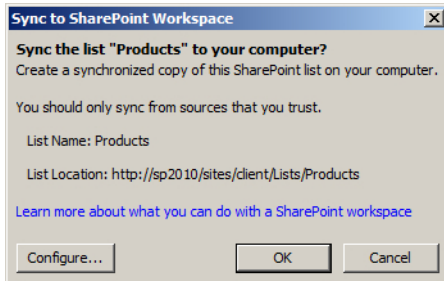 Sync to SharePoint Workspace
Sync the list "Products" to your computer?
Create a synchronized copy of this SharePoint list on your computer.
You should only sync from sources that you trust.
List Name: Products
List Location: http://sp2010/sites/client/Lists/Products
Learn more about what you can do with a SharePoint workspace
Configure... OK Cancel